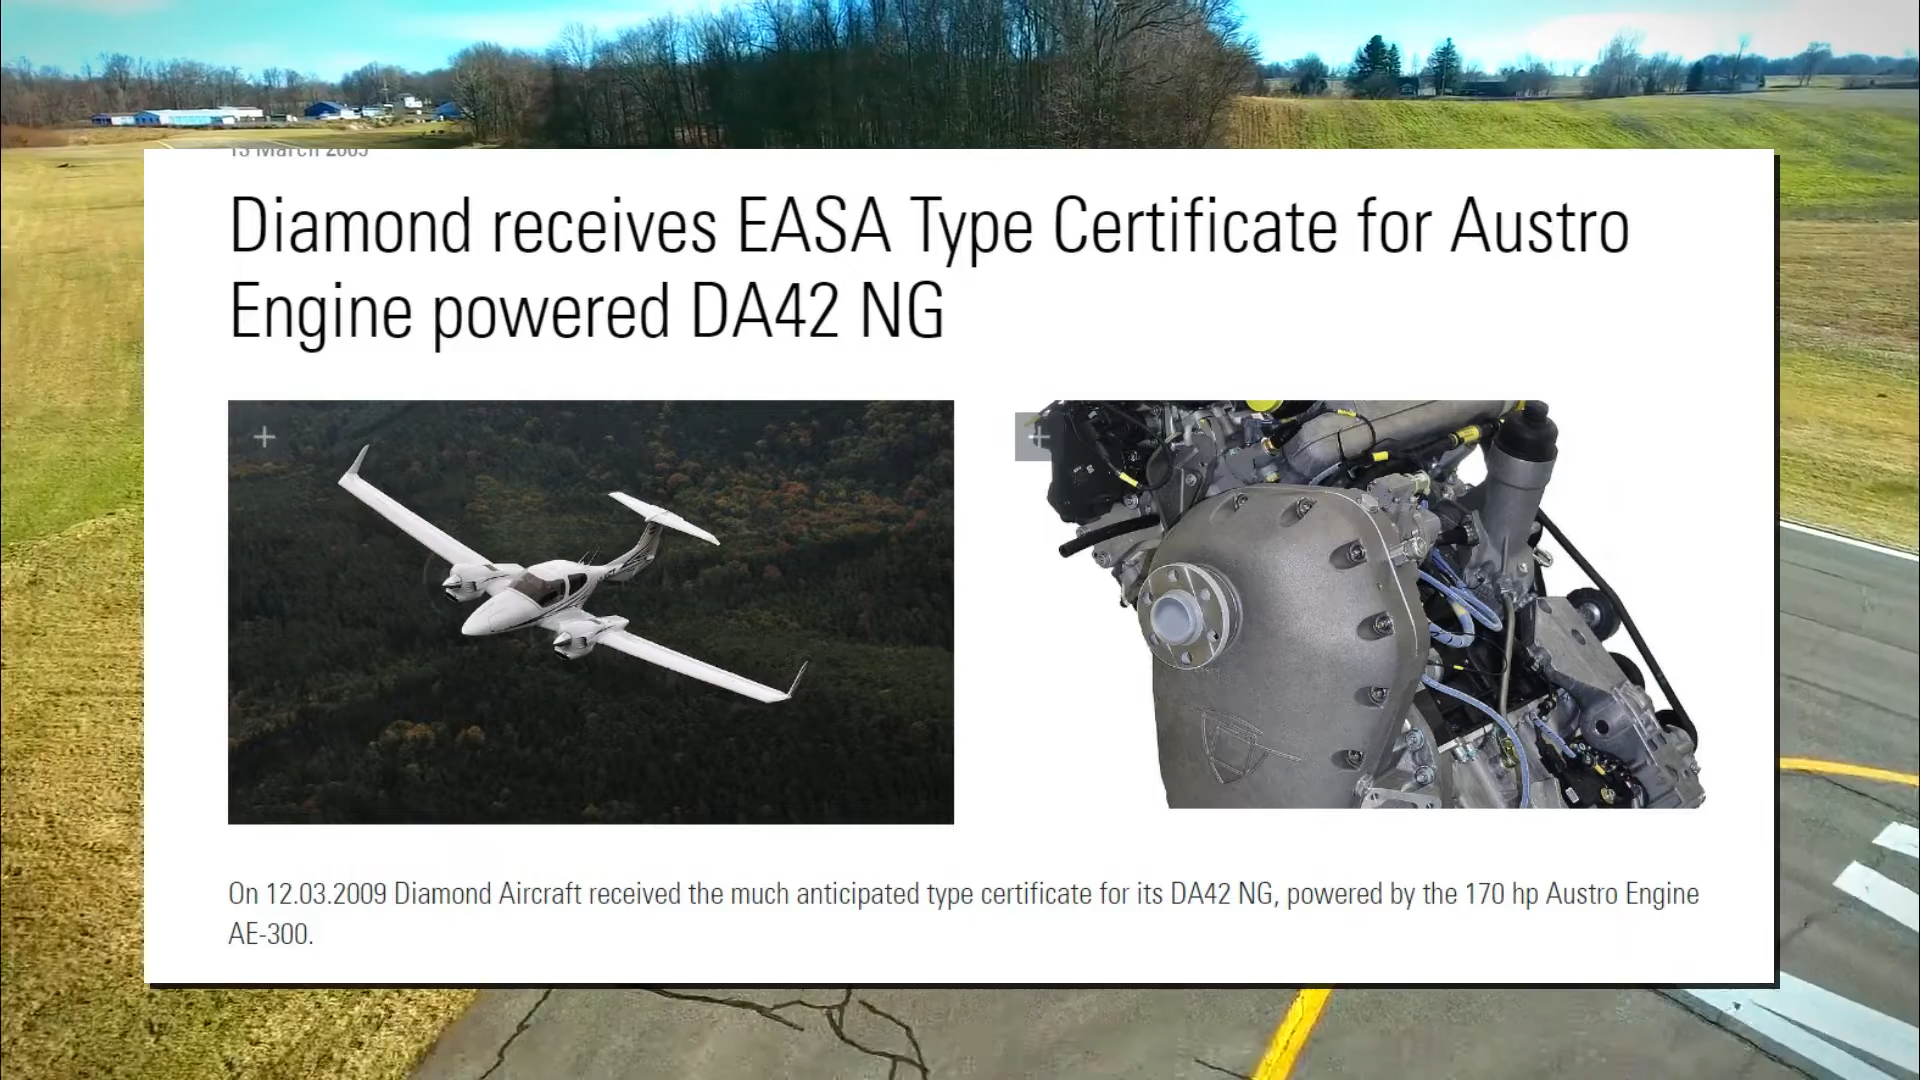 Diamond receives EASA Type Certificate for Austro
Engine powered DA42 NG
On 12.03.2009 Diamond Aircraft received the much anticipated type certificate for its DA42 NG, powered by the 170 hp Austro Engine
AE-300.